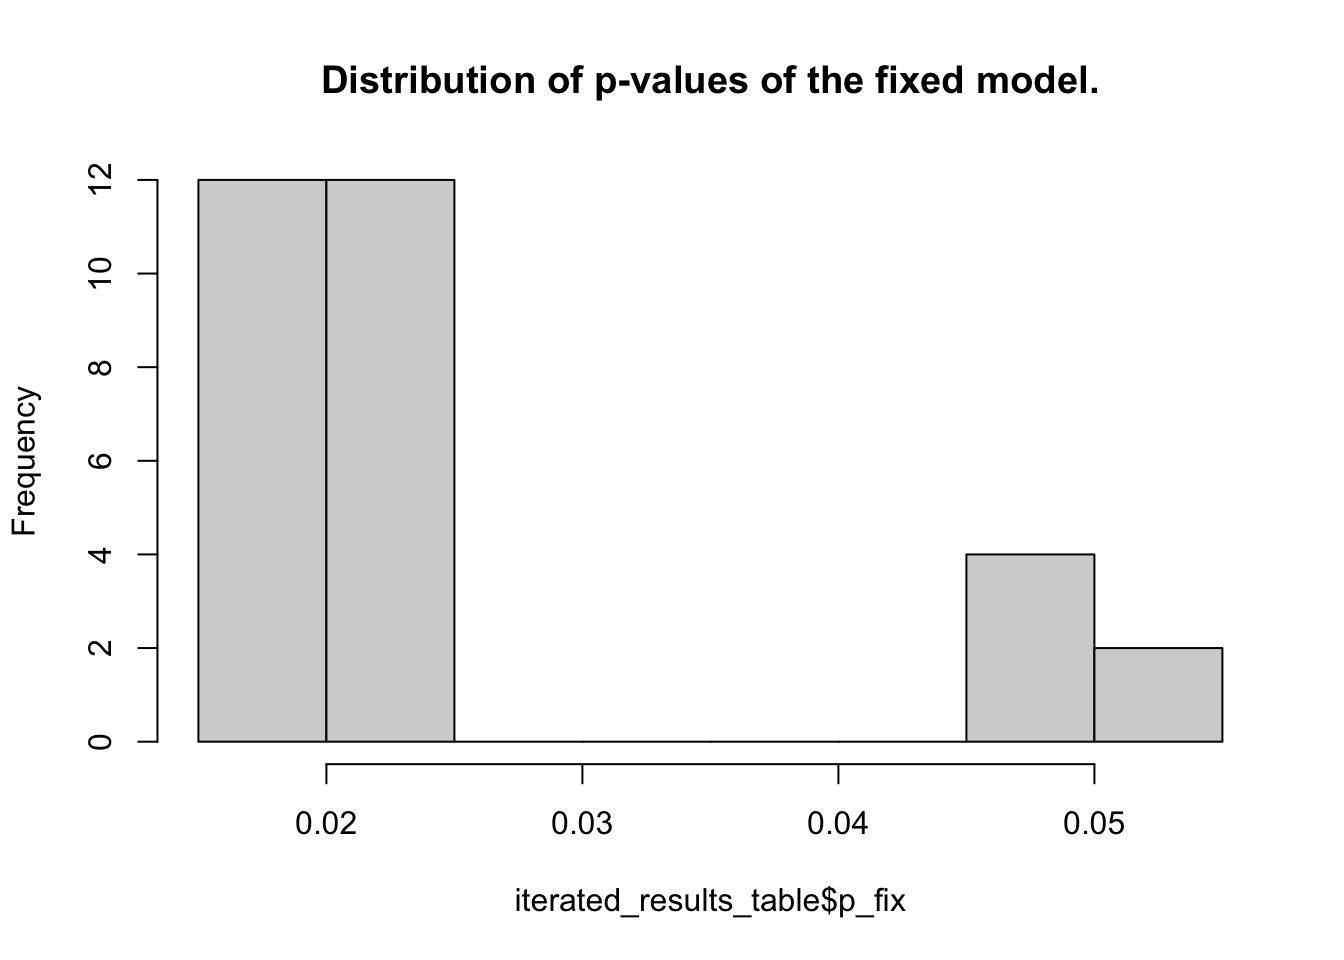 Distribution of p-values of the fixed model.
12
10
8
6
4
2
0
Frequency
0.02 0.03 0.04 0.05
iterated_results_table$p_fix